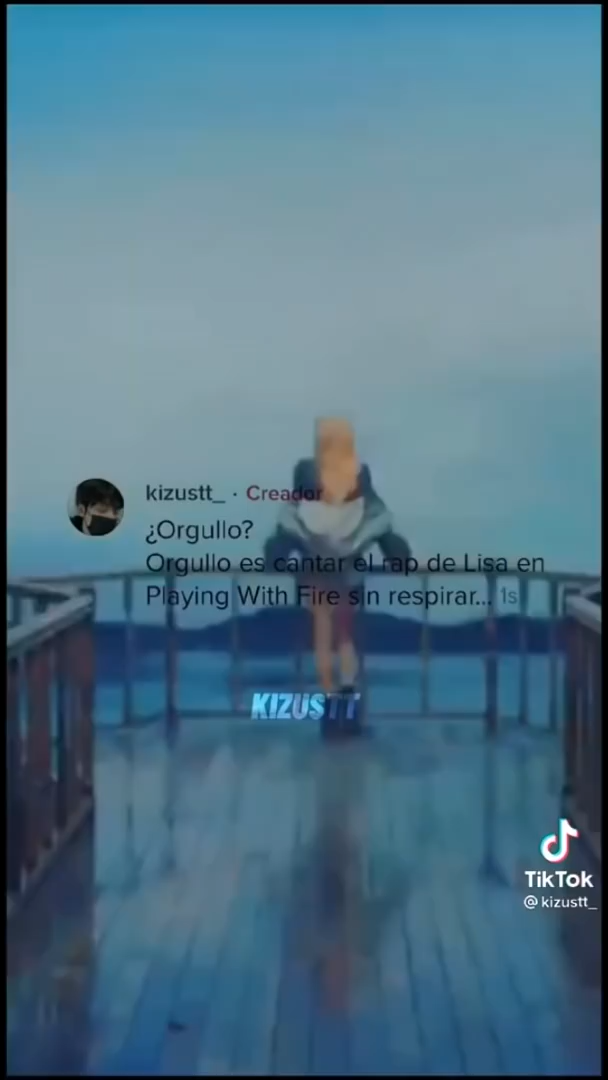 kizustt_ · Creador
¿Orgullo?
Orgullo es cantar el rap de Lisa en
Playing With Fire sin respirar... 1s
KIZUSTT
TikTok
@kizustt_